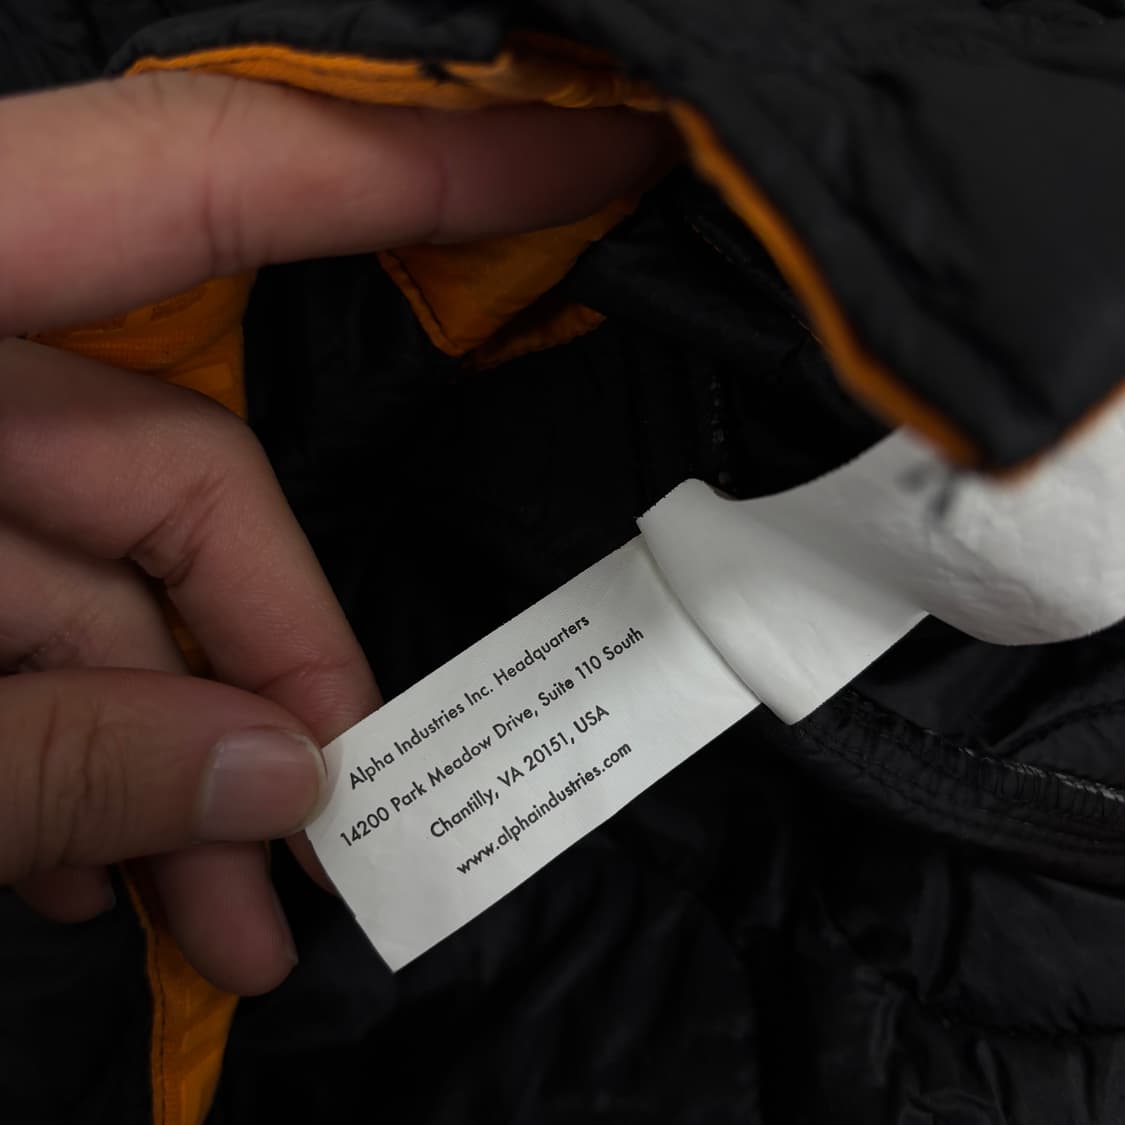 Alpha Industries Inc. Headquarters
14200 Park Meadow Drive, Suite 110 South
Chantilly, VA 20151, USA
www.alphaindustries.com